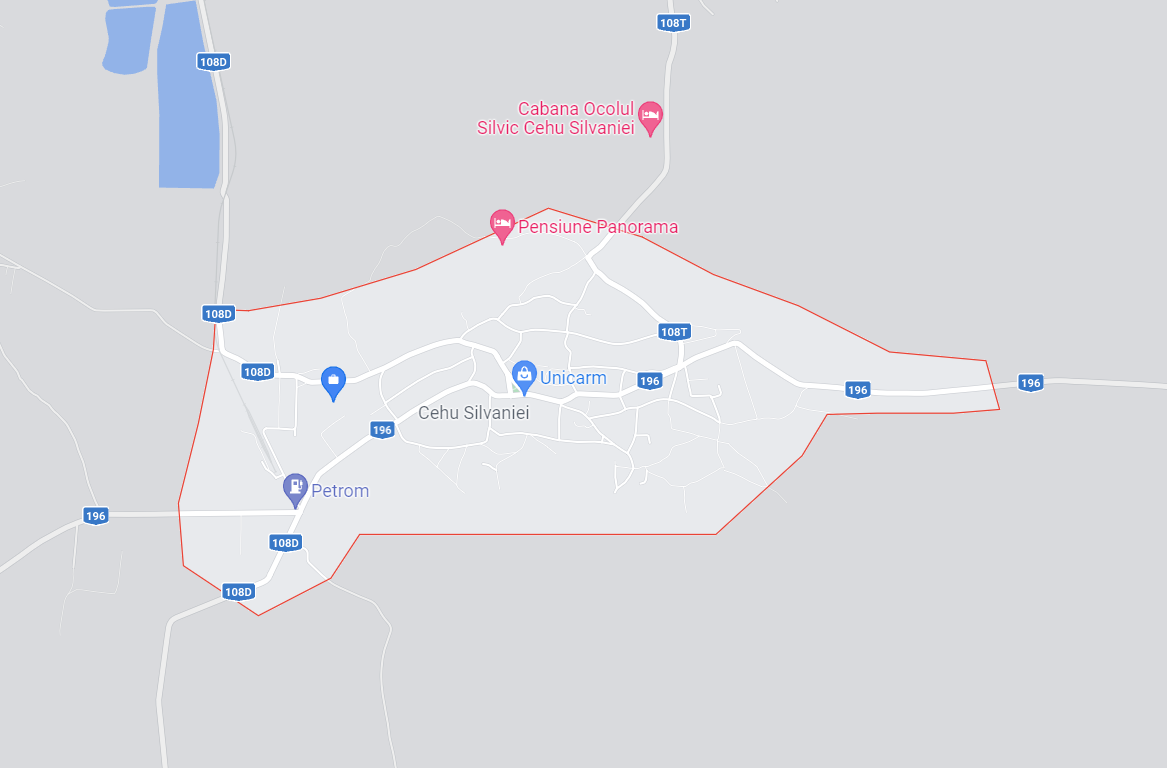 108T
108D
Cabana Ocolul
Silvic Cehu Silvaniei
Pensiune Panorama
108D
108T
108D
Unicarm
196
196
196
Cehu Silvaniei
196
Petrom
196
108D
108D